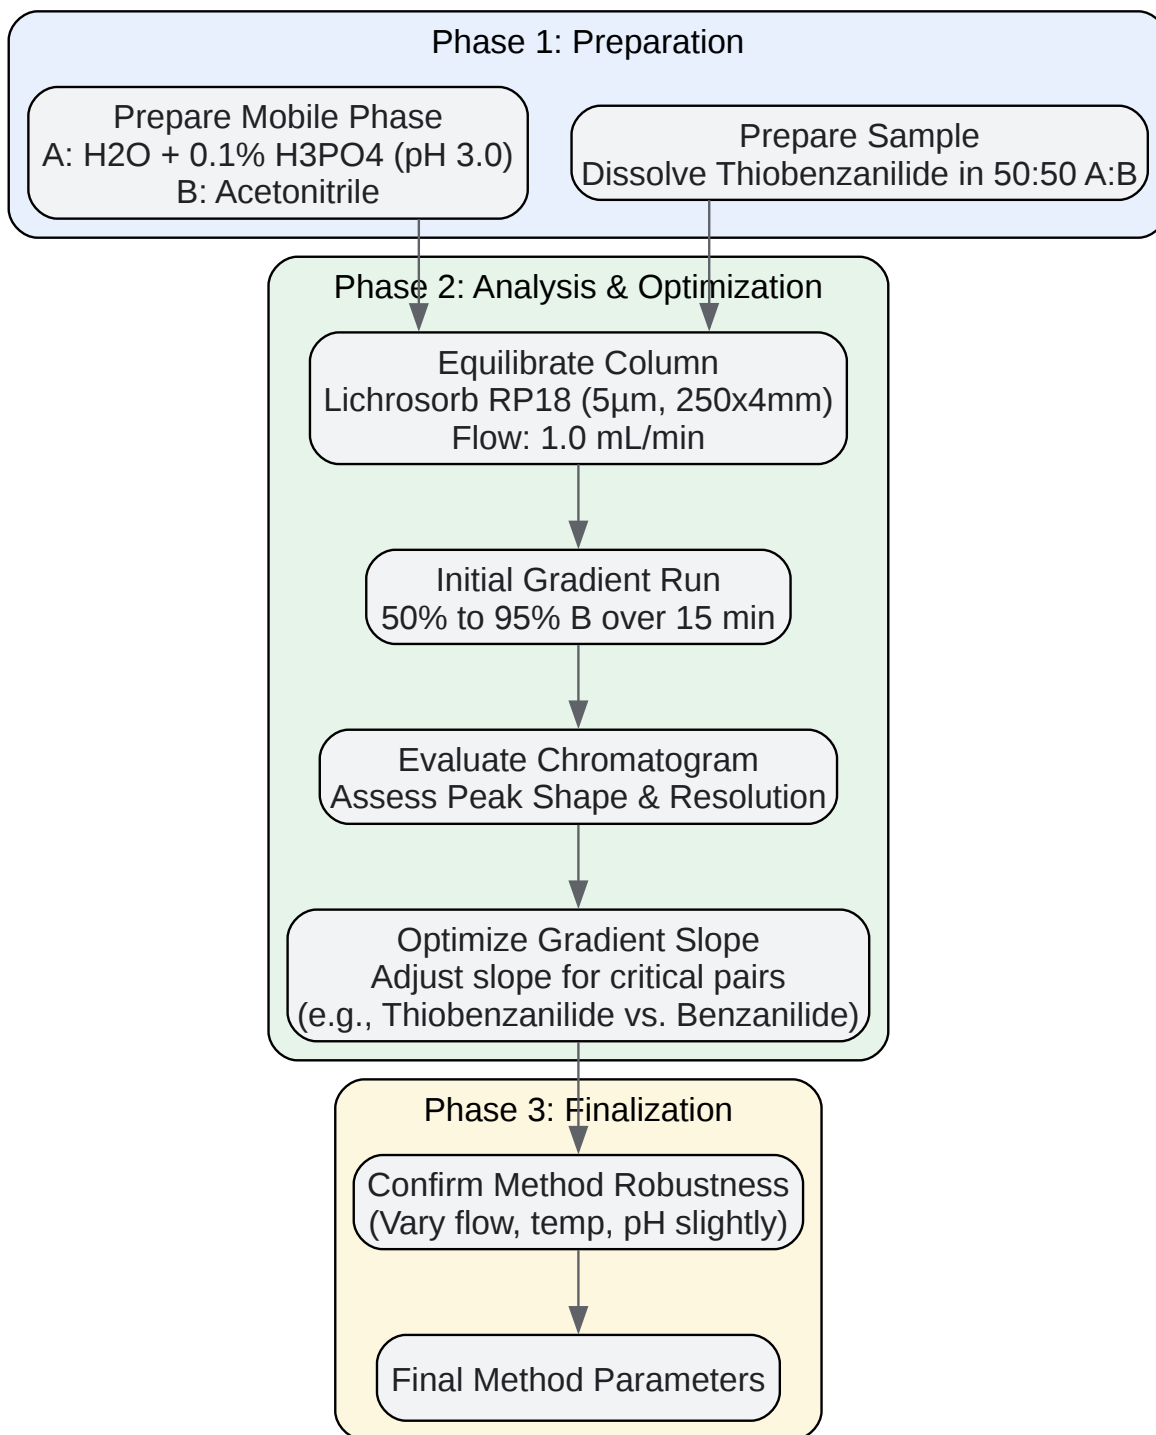 Phase 1: Preparation
Prepare Mobile Phase
A: H2O + 0.1% H3PO4 (pH 3.0)
B: Acetonitrile
Prepare Sample
Dissolve Thiobenzanilide in 50:50 A:B
Phase 2: Analysis & Optimization
Equilibrate Column
Lichrosorb RP18 (5µm, 250x4mm)
Flow: 1.0 mL/min
Initial Gradient Run
50% to 95% B over 15 min
Evaluate Chromatogram
Assess Peak Shape & Resolution
Optimize Gradient Slope
Adjust slope for critical pairs
(e.g., Thiobenzanilide vs. Benzanilide)
Phase 3: Finalization
Confirm Method Robustness
(Vary flow, temp, pH slightly)
Final Method Parameters